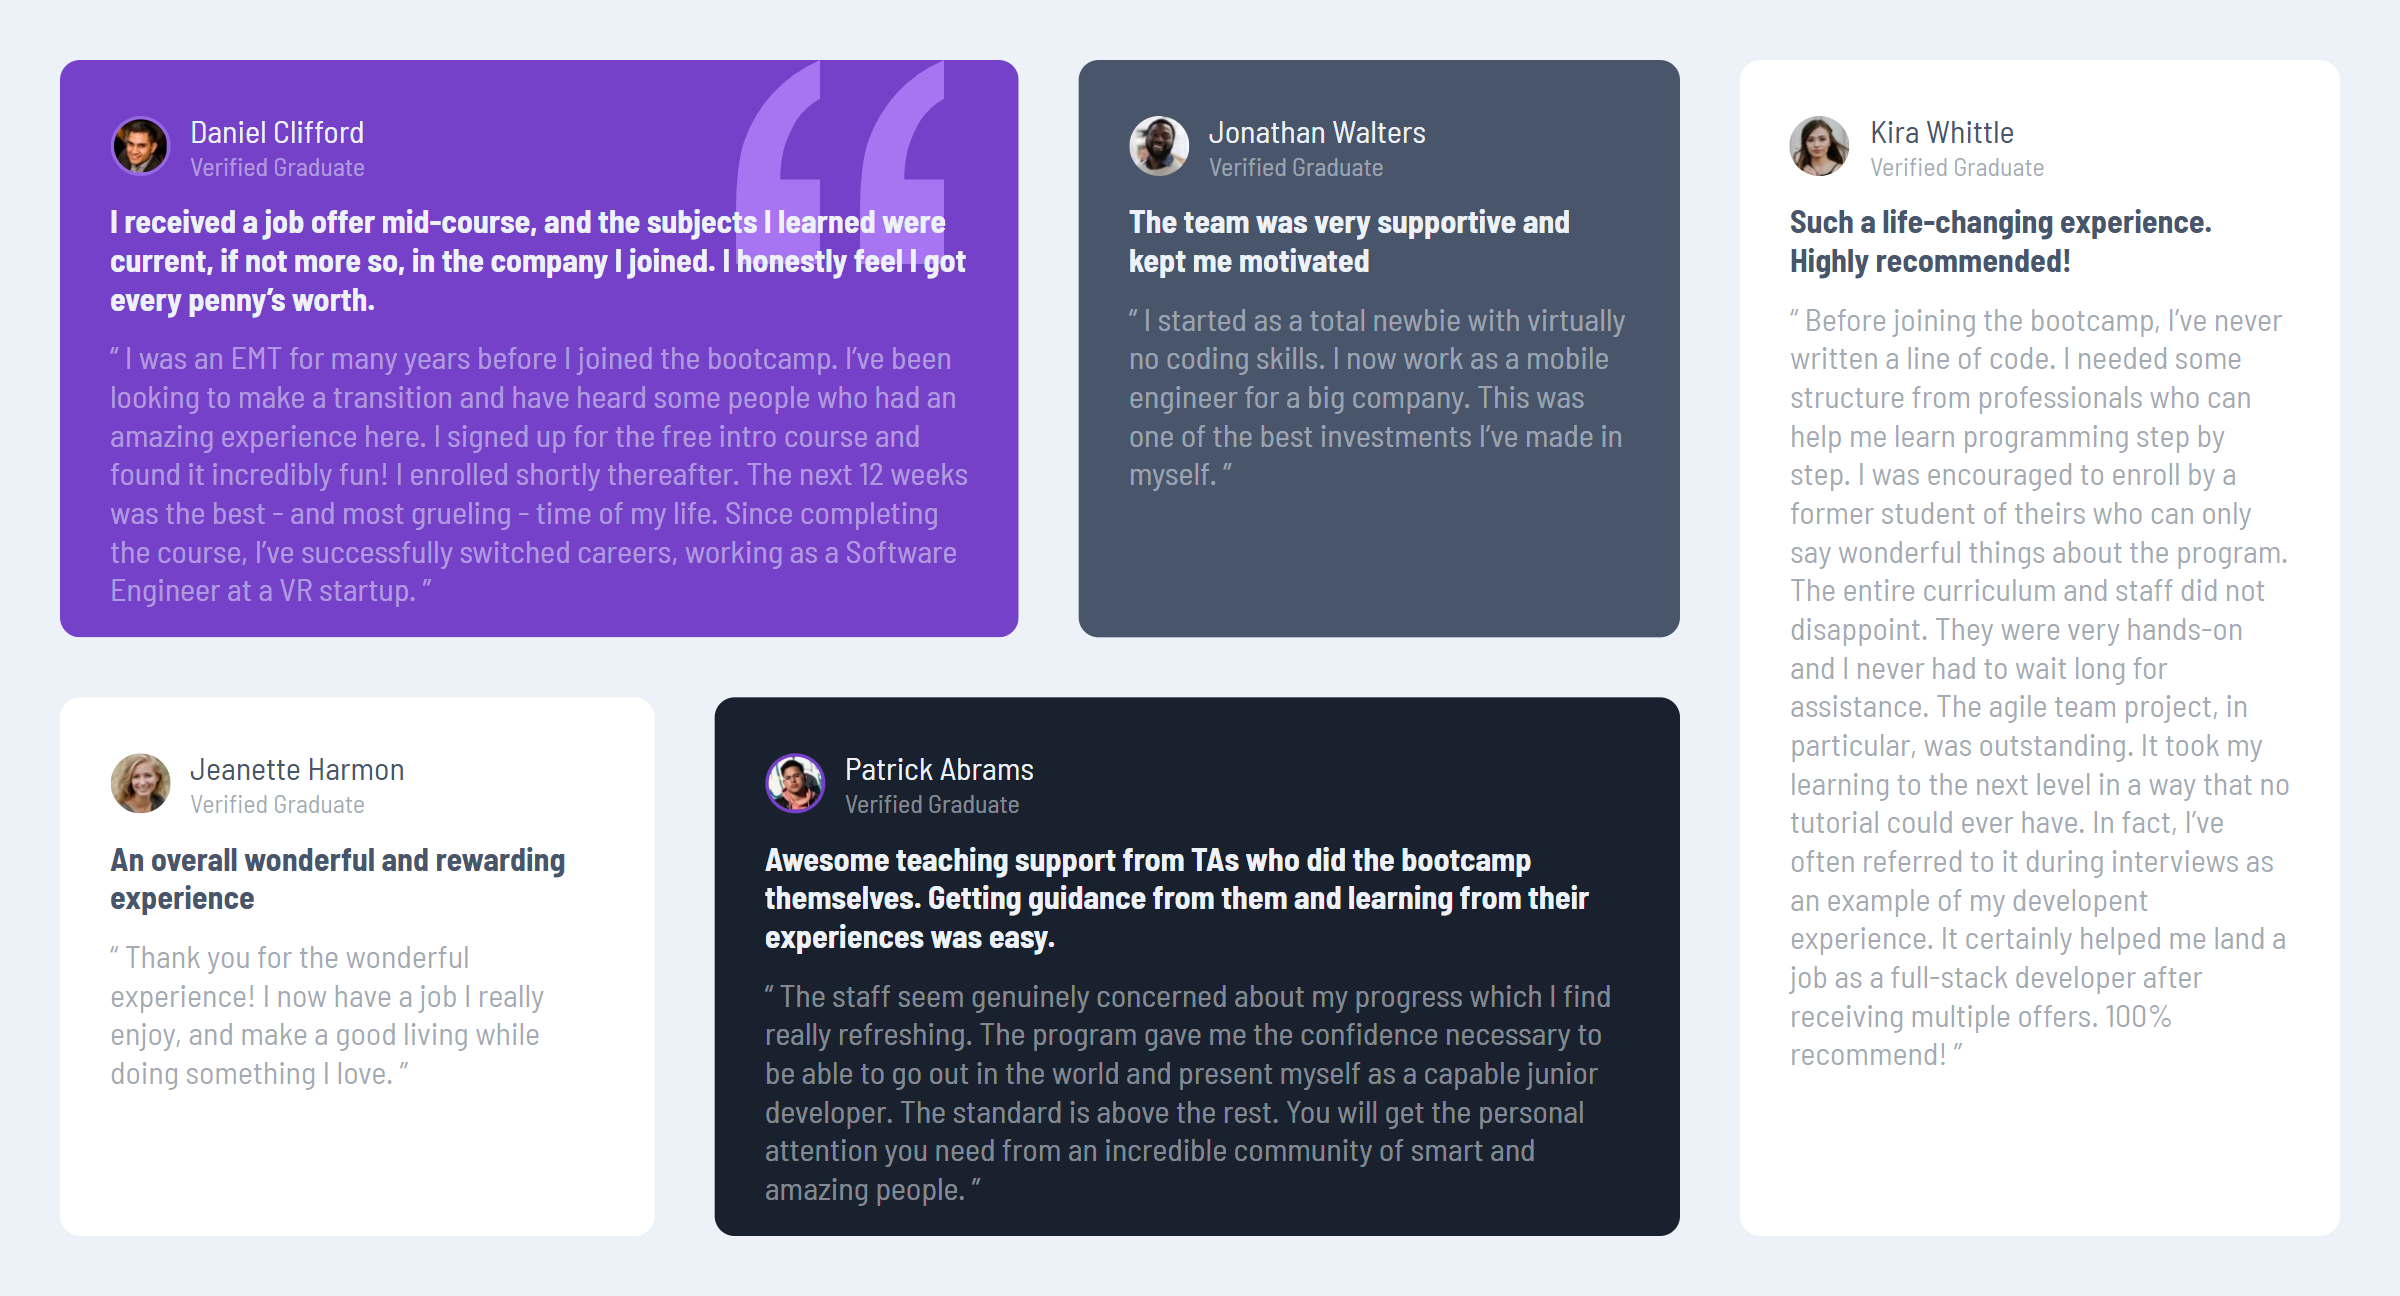 Daniel Clifford
Verified Graduate
I received a job offer mid-course, and the subjects I learned were
current, if not more so, in the company I joined. I honestly feel I got
every penny’s worth.
“ I was an EMT for many years before I joined the bootcamp. I’ve been
looking to make a transition and have heard some people who had an
amazing experience here. I signed up for the free intro course and
found it incredibly fun! I enrolled shortly thereafter. The next 12 weeks
was the best - and most grueling - time of my life. Since completing
the course, I’ve successfully switched careers, working as a Software
Engineer at a VR startup. ”
Jonathan Walters
Verified Graduate
The team was very supportive and
kept me motivated
“ I started as a total newbie with virtually
no coding skills. I now work as a mobile
engineer for a big company. This was
one of the best investments I’ve made in
myself. ”
Kira Whittle
Verified Graduate
Such a life-changing experience.
Highly recommended!
“ Before joining the bootcamp, I’ve never
written a line of code. I needed some
structure from professionals who can
help me learn programming step by
step. I was encouraged to enroll by a
former student of theirs who can only
say wonderful things about the program.
The entire curriculum and staff did not
disappoint. They were very hands-on
and I never had to wait long for
assistance. The agile team project, in
particular, was outstanding. It took my
learning to the next level in a way that no
tutorial could ever have. In fact, I’ve
often referred to it during interviews as
an example of my developent
experience. It certainly helped me land a
job as a full-stack developer after
receiving multiple offers. 100%
recommend! ”
Jeanette Harmon
Verified Graduate
An overall wonderful and rewarding
experience
“ Thank you for the wonderful
experience! I now have a job I really
enjoy, and make a good living while
doing something I love. ”
Patrick Abrams
Verified Graduate
Awesome teaching support from TAs who did the bootcamp
themselves. Getting guidance from them and learning from their
experiences was easy.
“ The staff seem genuinely concerned about my progress which I find
really refreshing. The program gave me the confidence necessary to
be able to go out in the world and present myself as a capable junior
developer. The standard is above the rest. You will get the personal
attention you need from an incredible community of smart and
amazing people. ”